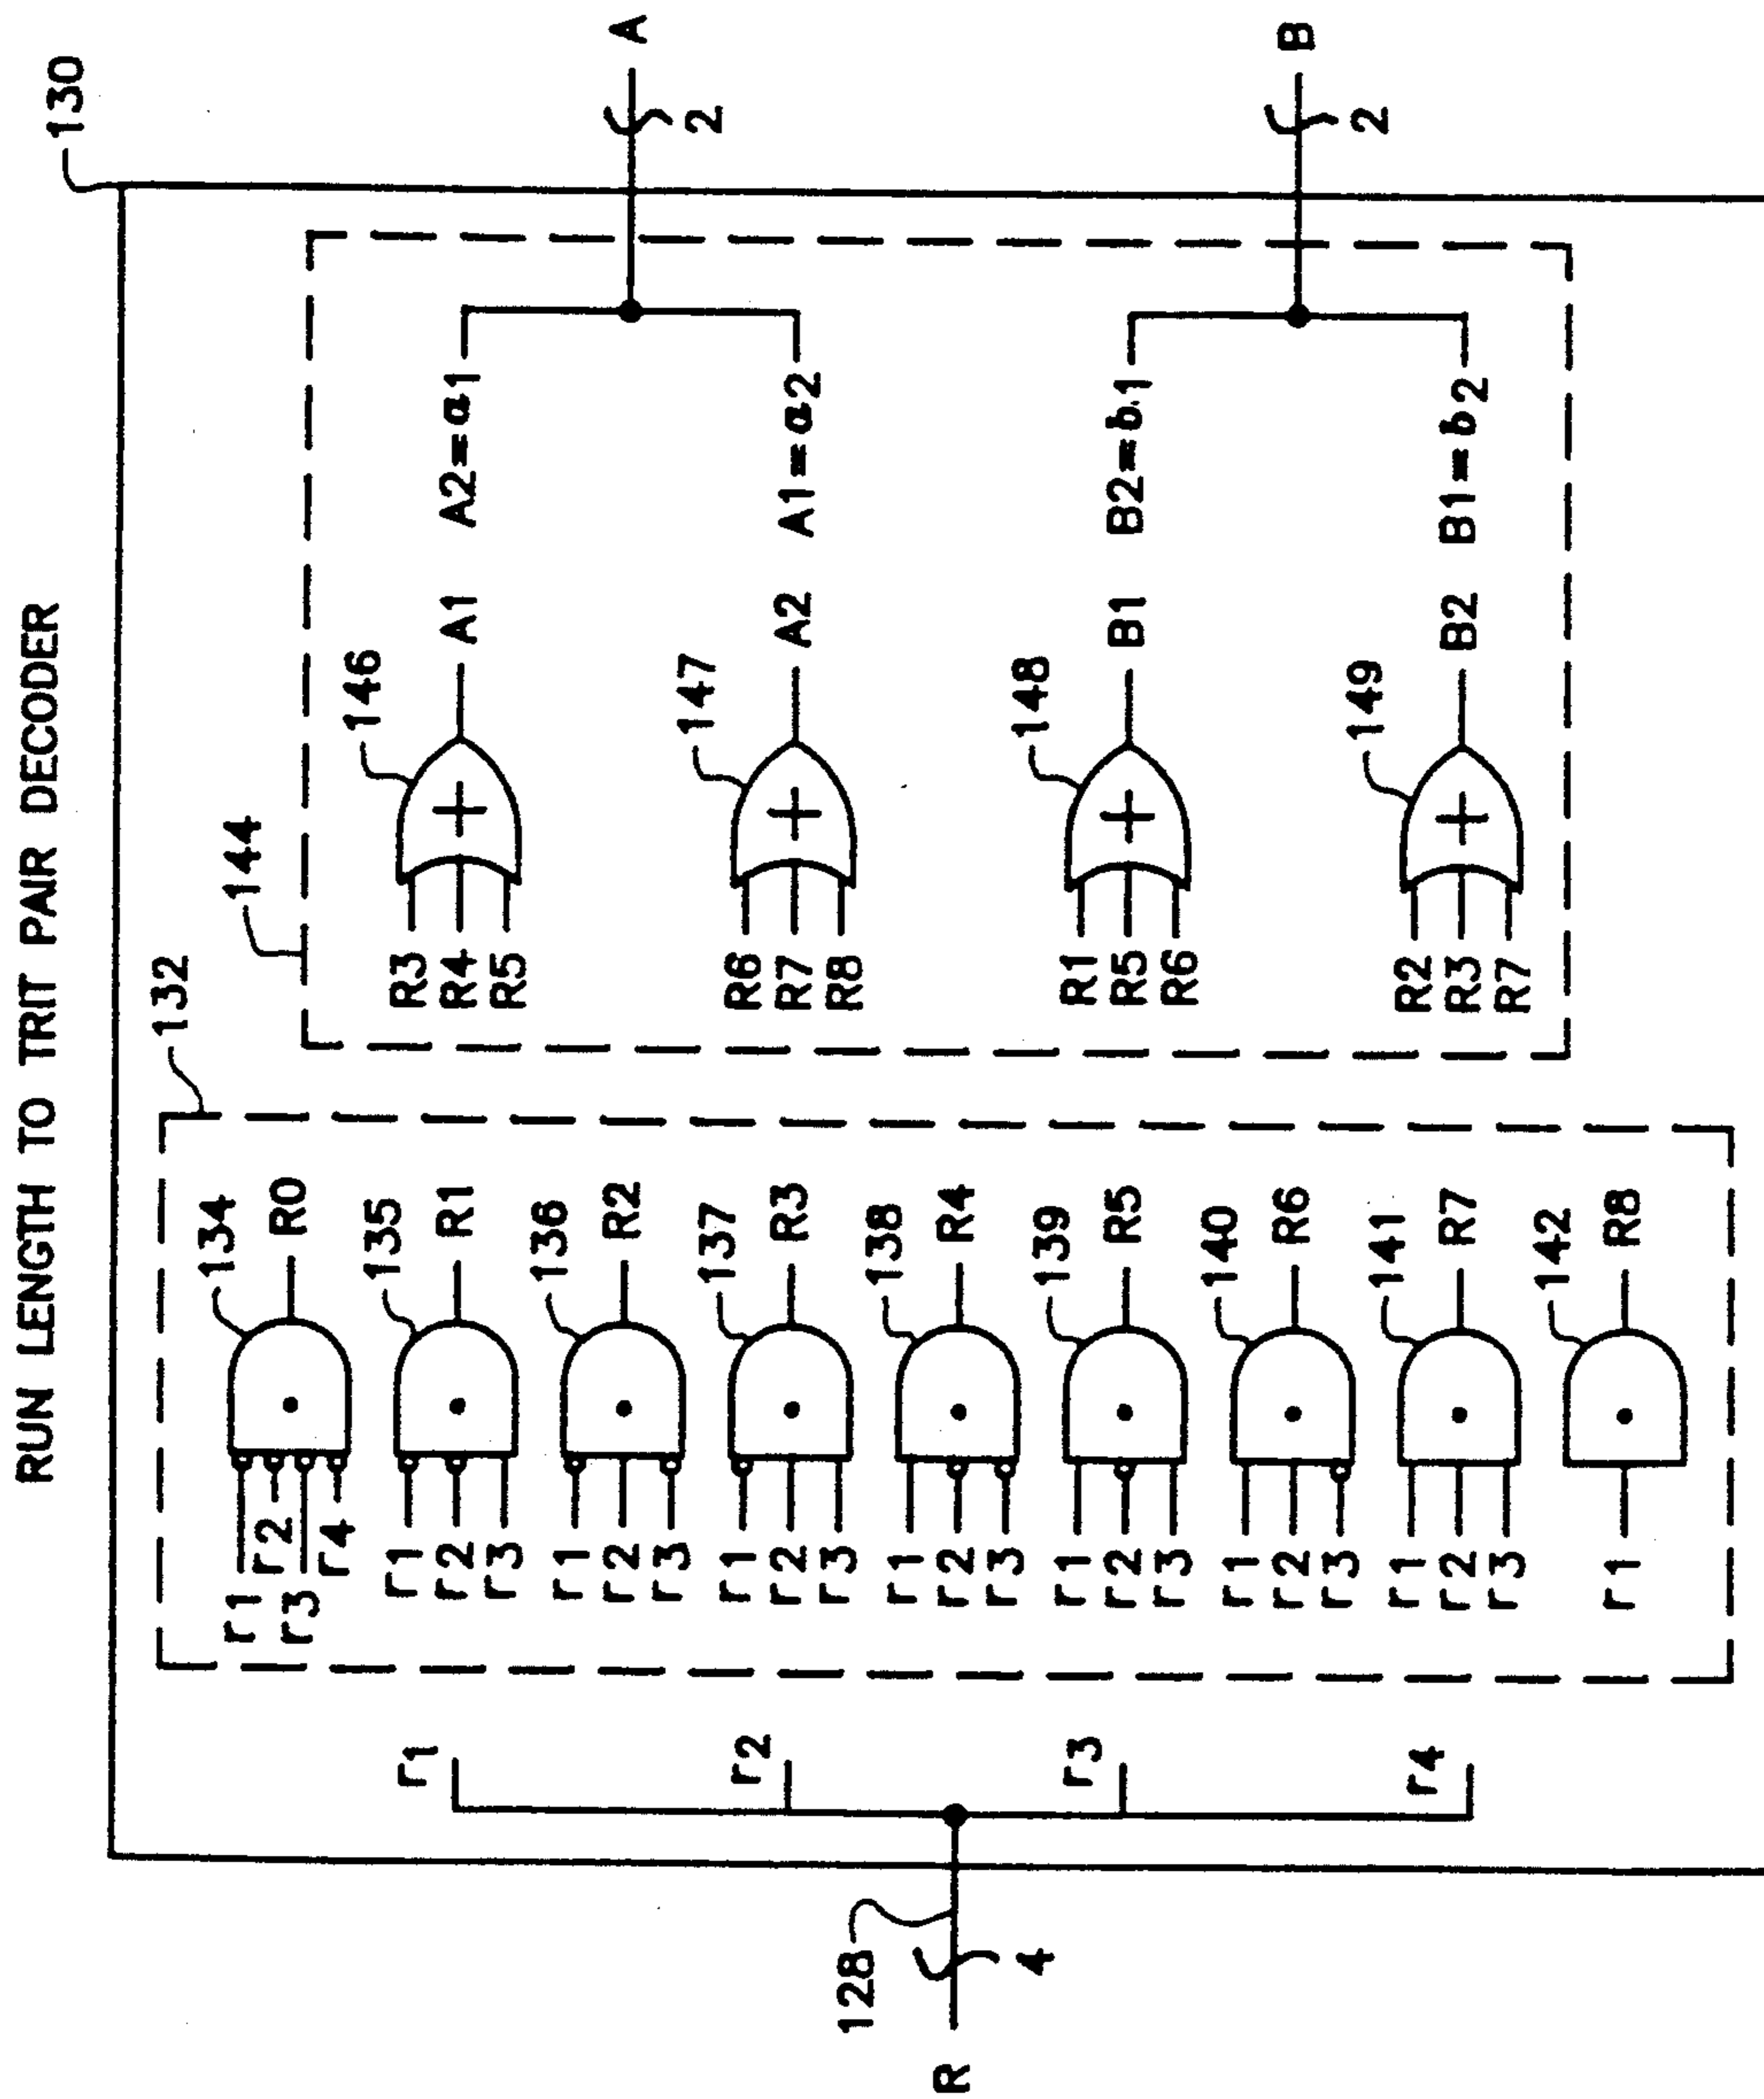 RUN LENGTH TO TRIT PAIR DECODER
130
132
144
R
128
4
r1
r2
r3
r4
r1
r2
r3
r4
134
R0
r1
r2
r3
135
R1
r1
r2
r3
136
R2
r1
r2
r3
137
R3
r1
r2
r3
138
R4
r1
r2
r3
139
R5
r1
r2
r3
140
R6
r1
r2
r3
141
R7
r1
142
R8
R3
R4
R5
146
A1
A2=a1
R6
R7
R8
147
A2
A1=a2
A
2
R1
R5
R6
148
B1
B2=b1
R2
R3
R7
149
B2
B1=b2
B
2